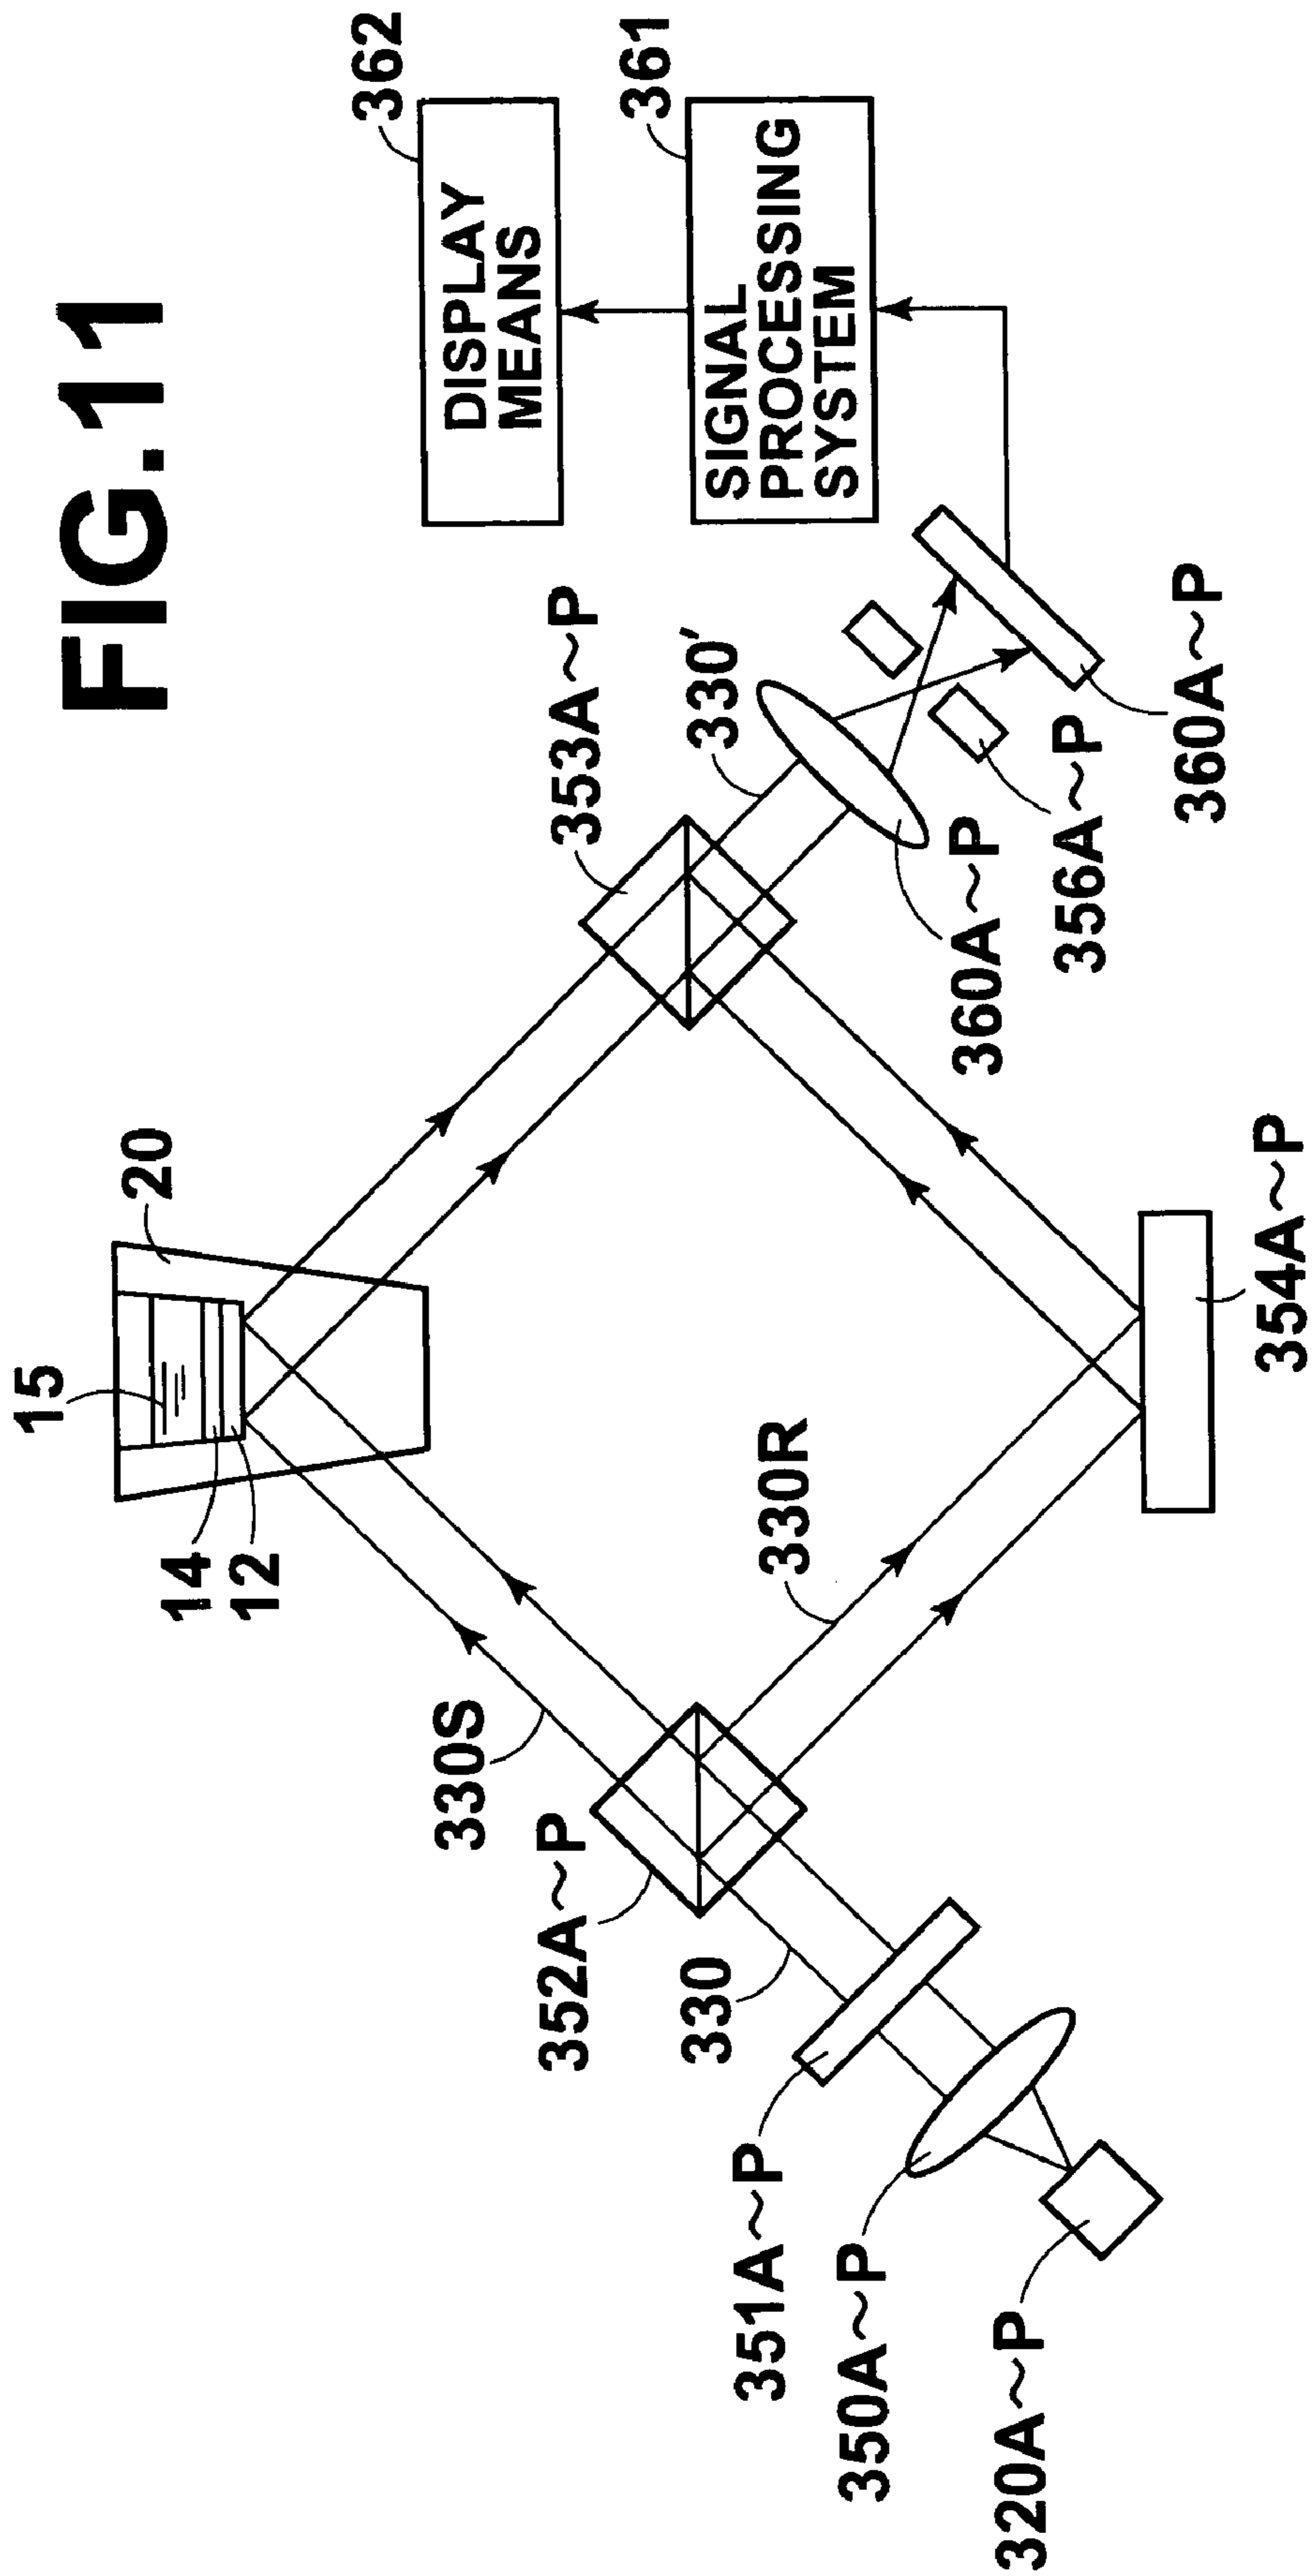 FIG.11
15
20
14
12
330S
352A~P
330
351A~P
350A~P
320A~P
330R
354A~P
353A~P
330'
360A~P
356A~P
360A~P
362
DISPLAY
MEANS
361
SIGNAL
PROCESSING
SYSTEM